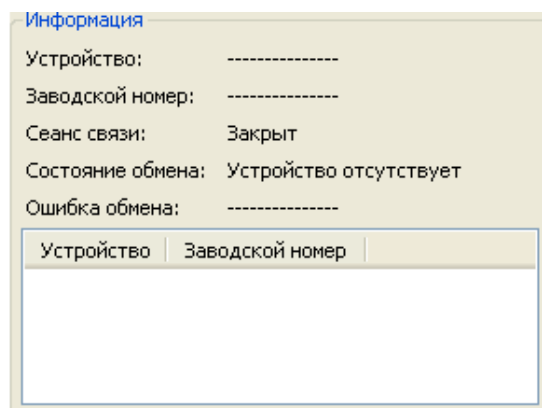 Информация
Устройство: ---------------
Заводской номер: ---------------
Сеанс связи: Закрыт
Состояние обмена: Устройство отсутствует
Ошибка обмена: ---------------
Устройство Заводской номер